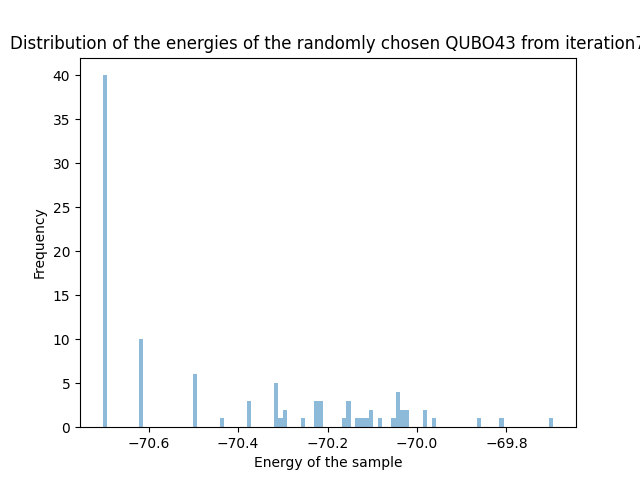 Distribution of the energies of the randomly chosen QUBO43 from iteration7
Frequency
40
35
30
25
20
15
10
5
0
−70.6 −70.4 −70.2 −70.0 −69.8
Energy of the sample